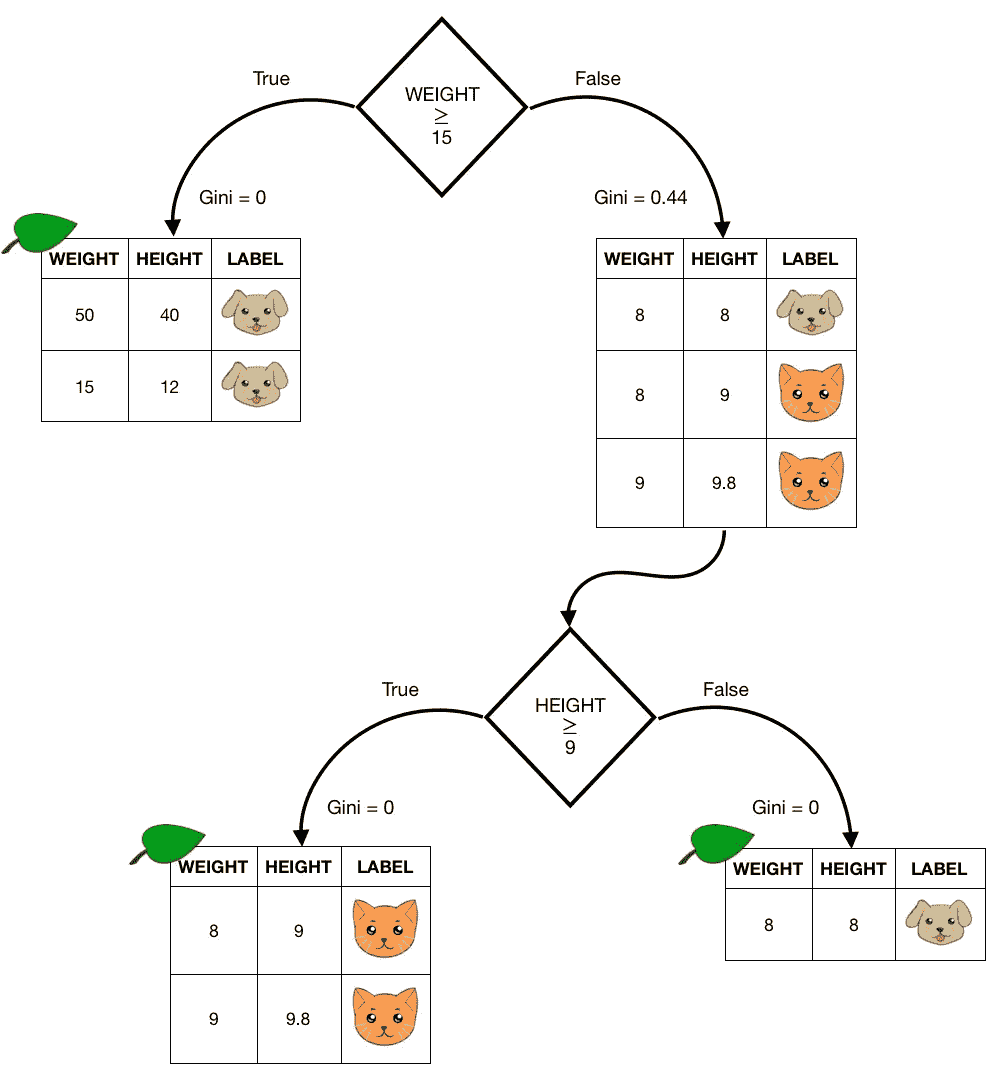 WEIGHT
≥
15
True
False
Gini = 0
Gini = 0.44
WEIGHT HEIGHT LABEL
50 40
15 12
WEIGHT HEIGHT LABEL
8 8
8 9
9 9.8
HEIGHT
≥
9
True
False
Gini = 0
Gini = 0
WEIGHT HEIGHT LABEL
8 9
9 9.8
WEIGHT HEIGHT LABEL
8 8